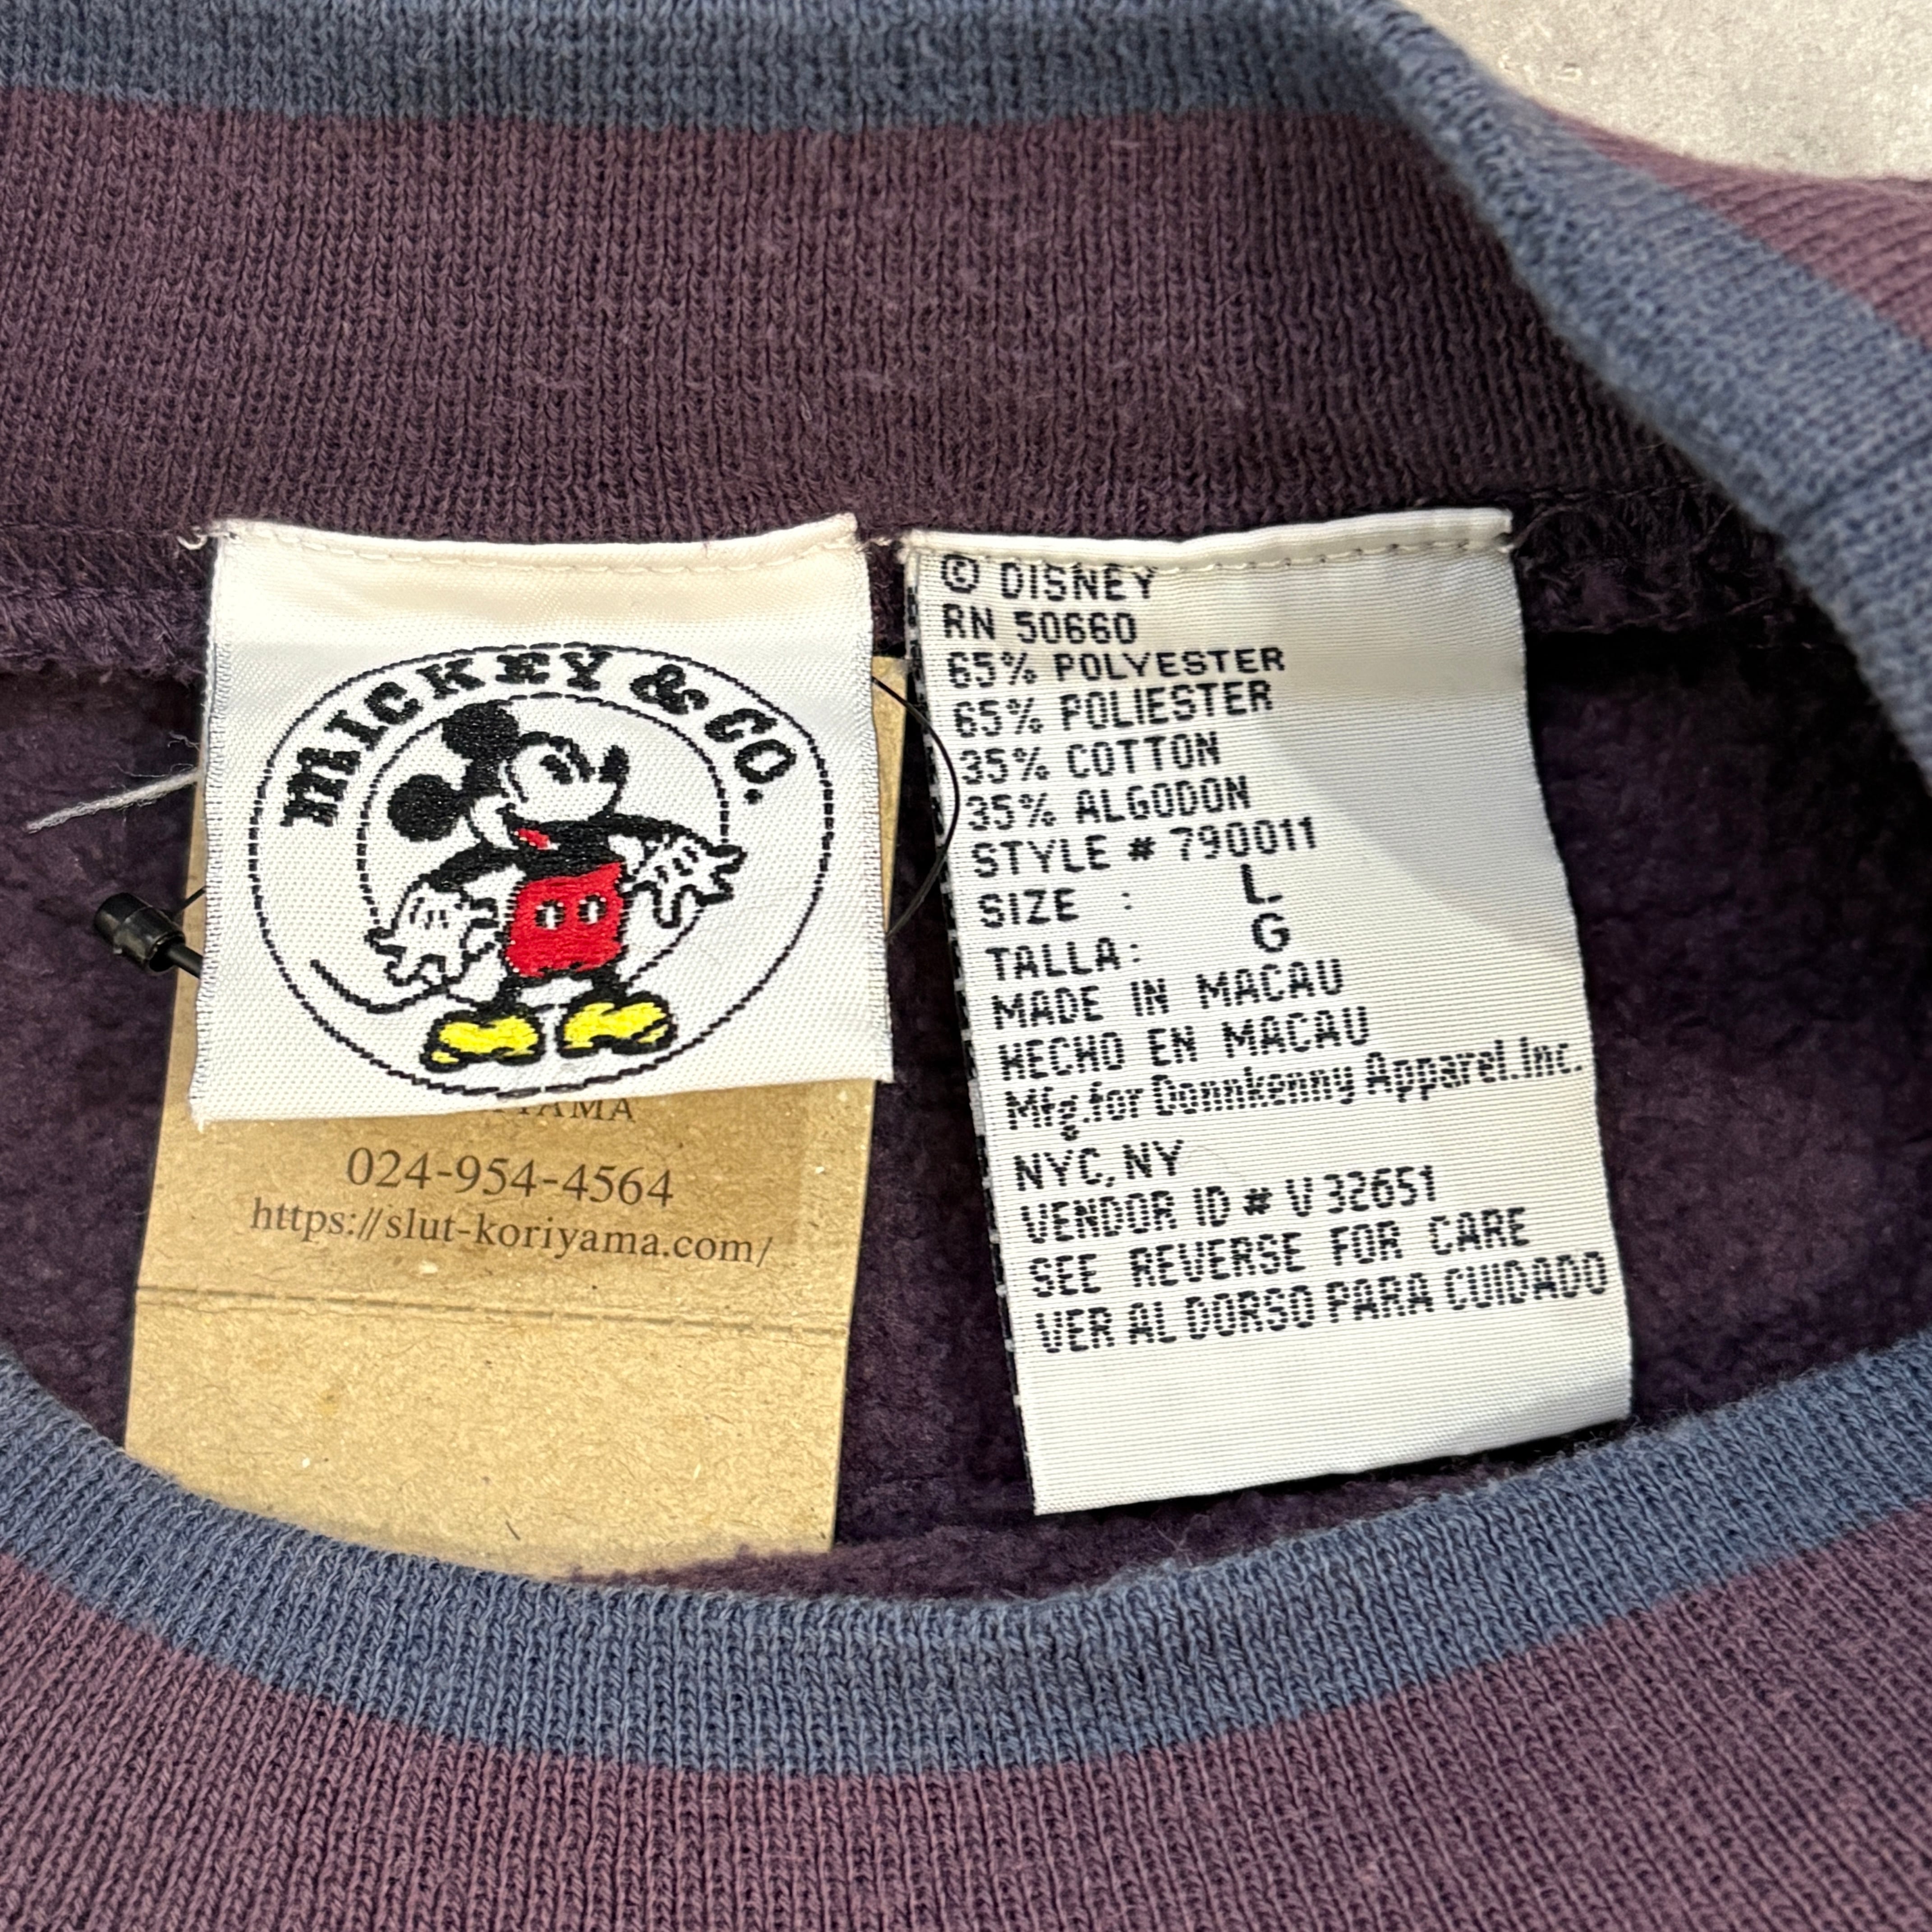 MICKEY & CO.
024-954-4564
https://slut-koriyama.com/
© DISNEY
RN 50660
65% POLYESTER
65% POLIESTER
35% COTTON
35% ALGODON
STYLE # 790011
SIZE : L
TALLA: G
MADE IN MACAU
HECHO EN MACAU
Mfg.for Donnkenny Apparel.Inc.
NYC, NY
VENDOR ID # V 32651
SEE REVERSE FOR CARE
VER AL DORSO PARA CUIDADO